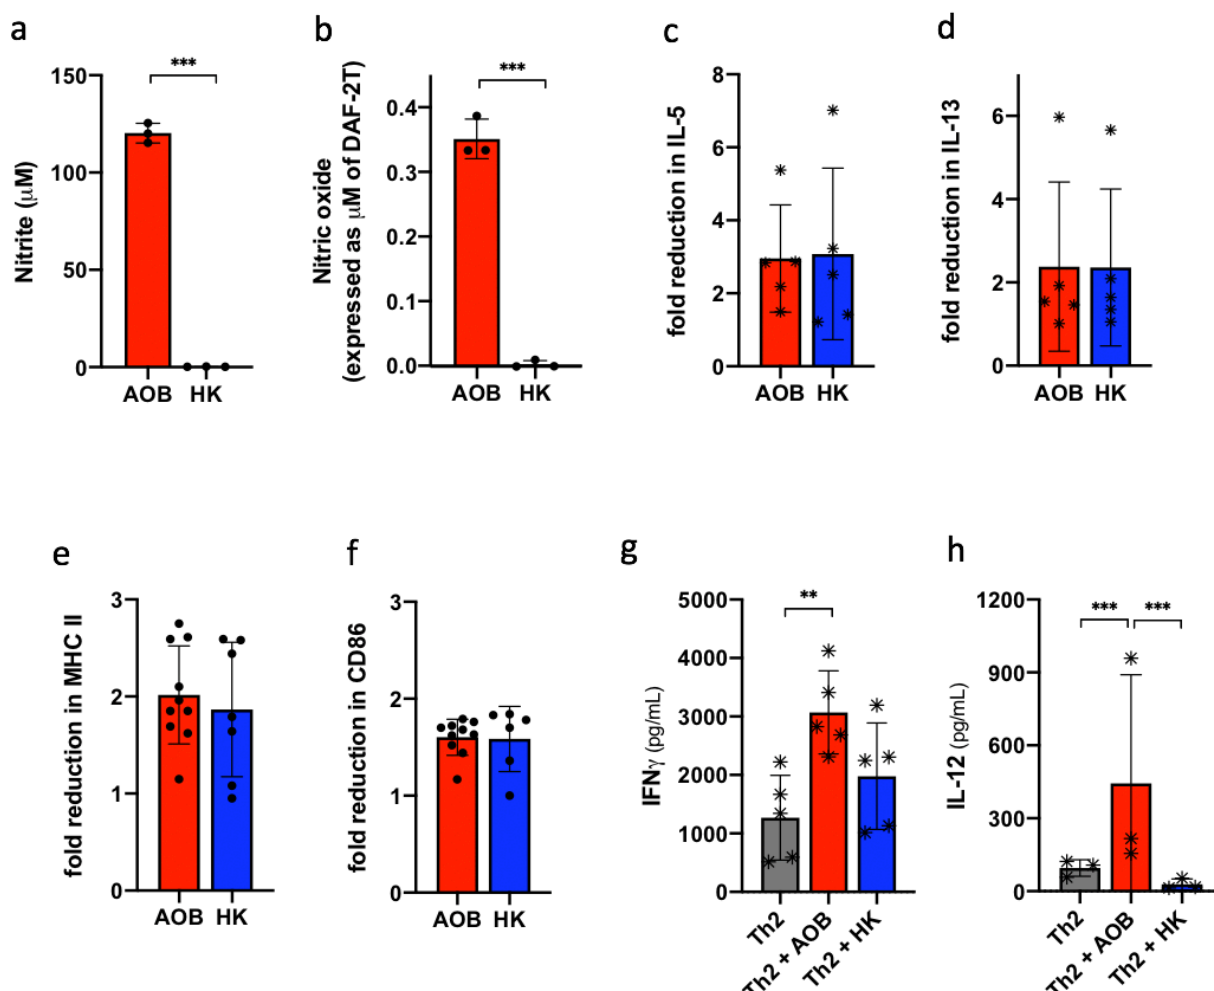 a
Nitrite (μM)
150
100
50
0
***
AOB HK
b
Nitric oxide
(expressed as μM of DAF-2T)
0.4
0.3
0.2
0.1
0.0
***
AOB HK
c
fold reduction in IL-5
8
6
4
2
0
AOB HK
d
fold reduction in IL-13
6
4
2
0
AOB HK
e
fold reduction in MHC II
3
2
1
0
AOB HK
f
fold reduction in CD86
3
2
1
0
AOB HK
g
IFNγ (pg/mL)
5000
4000
3000
2000
1000
0
**
Th2
Th2 + AOB
Th2 + HK
h
IL-12 (pg/mL)
1200
900
600
300
0
***
***
Th2
Th2 + AOB
Th2 + HK